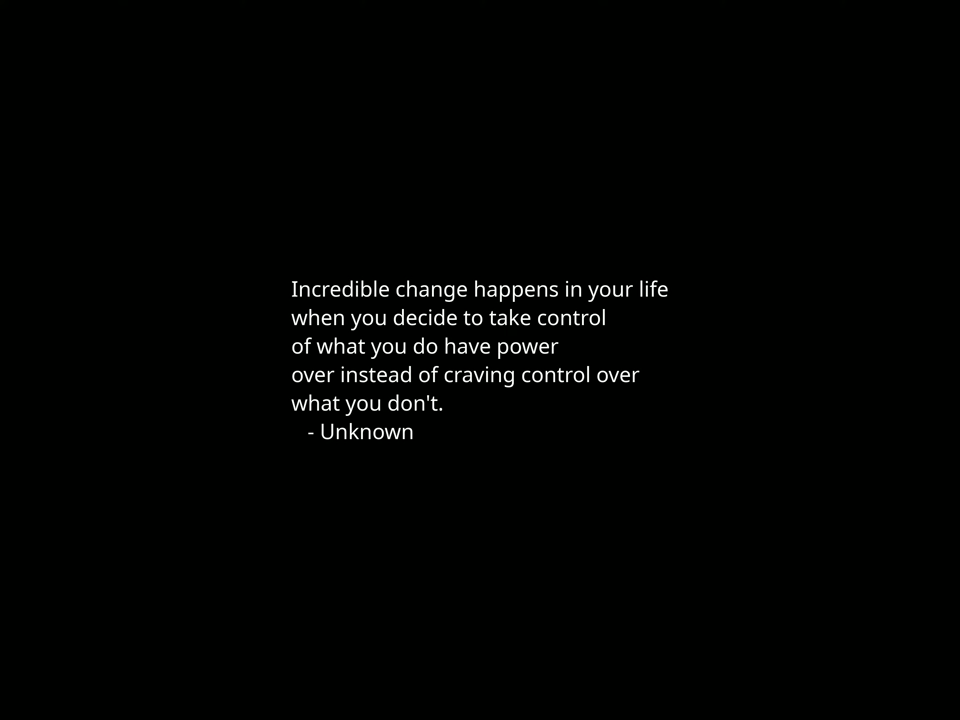 Incredible change happens in your life
when you decide to take control
of what you do have power
over instead of craving control over
what you don't.
- Unknown